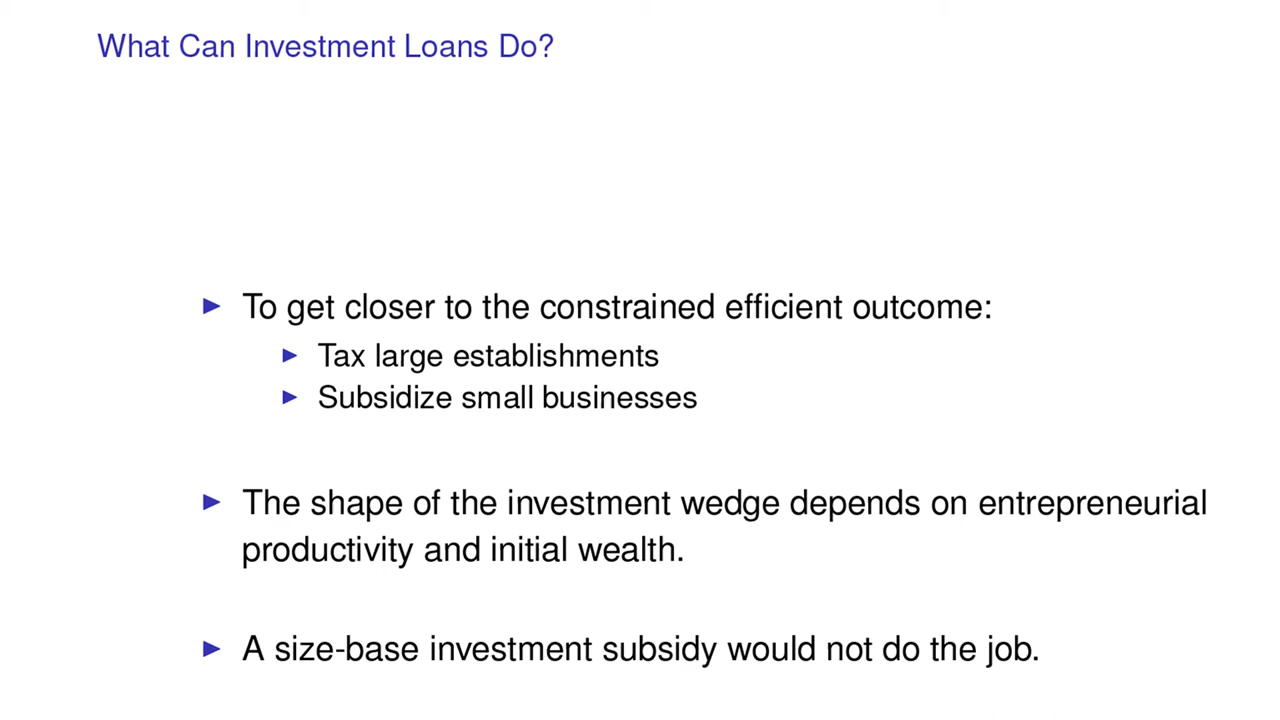 What Can Investment Loans Do?
► To get closer to the constrained efficient outcome:
► Tax large establishments
► Subsidize small businesses
► The shape of the investment wedge depends on entrepreneurial
productivity and initial wealth.
► A size-base investment subsidy would not do the job.